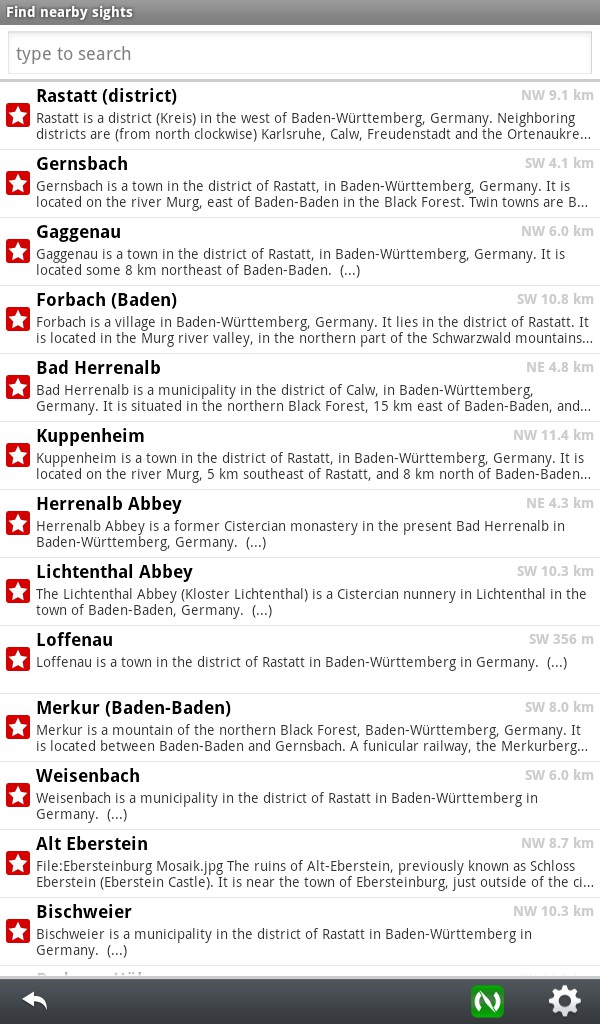 Find nearby sights
type to search
Rastatt (district)
NW 9.1 km
Rastatt is a district (Kreis) in the west of Baden-Württemberg, Germany. Neighboring
districts are (from north clockwise) Karlsruhe, Calw, Freudenstadt and the Ortenaukre...
Gernsbach
SW 4.1 km
Gernsbach is a town in the district of Rastatt, in Baden-Württemberg, Germany. It is
located on the river Murg, east of Baden-Baden in the Black Forest. Twin towns are B...
Gaggenau
NW 6.0 km
Gaggenau is a town in the district of Rastatt, in Baden-Württemberg, Germany. It is
located some 8 km northeast of Baden-Baden.  (...)
Forbach (Baden)
SW 10.8 km
Forbach is a village in Baden-Württemberg, Germany. It lies in the district of Rastatt. It
is located in the Murg river valley, in the northern part of the Schwarzwald mountains...
Bad Herrenalb
NE 4.8 km
Bad Herrenalb is a municipality in the district of Calw, in Baden-Württemberg,
Germany. It is situated in the northern Black Forest, 15 km east of Baden-Baden, and...
Kuppenheim
NW 11.4 km
Kuppenheim is a town in the district of Rastatt, in Baden-Württemberg, Germany. It is
located on the river Murg, 5 km southeast of Rastatt, and 8 km north of Baden-Baden...
Herrenalb Abbey
NE 4.3 km
Herrenalb Abbey is a former Cistercian monastery in the present Bad Herrenalb in
Baden-Württemberg, Germany.  (...)
Lichtenthal Abbey
SW 10.3 km
The Lichtenthal Abbey (Kloster Lichtenthal) is a Cistercian nunnery in Lichtenthal in the
town of Baden-Baden, Germany.  (...)
Loffenau
SW 356 m
Loffenau is a town in the district of Rastatt in Baden-Württemberg in Germany.  (...)
Merkur (Baden-Baden)
SW 8.0 km
Merkur is a mountain of the northern Black Forest, Baden-Württemberg, Germany. It
is located between Baden-Baden and Gernsbach. A funicular railway, the Merkurberg...
Weisenbach
SW 6.0 km
Weisenbach is a municipality in the district of Rastatt in Baden-Württemberg in
Germany.  (...)
Alt Eberstein
NW 8.7 km
File:Ebersteinburg Mosaik.jpg The ruins of Alt-Eberstein, previously known as Schloss
Eberstein (Eberstein Castle). It is near the town of Ebersteinburg, just outside of the ci...
Bischweier
NW 10.3 km
Bischweier is a municipality in the district of Rastatt in Baden-Württemberg in
Germany.  (...)